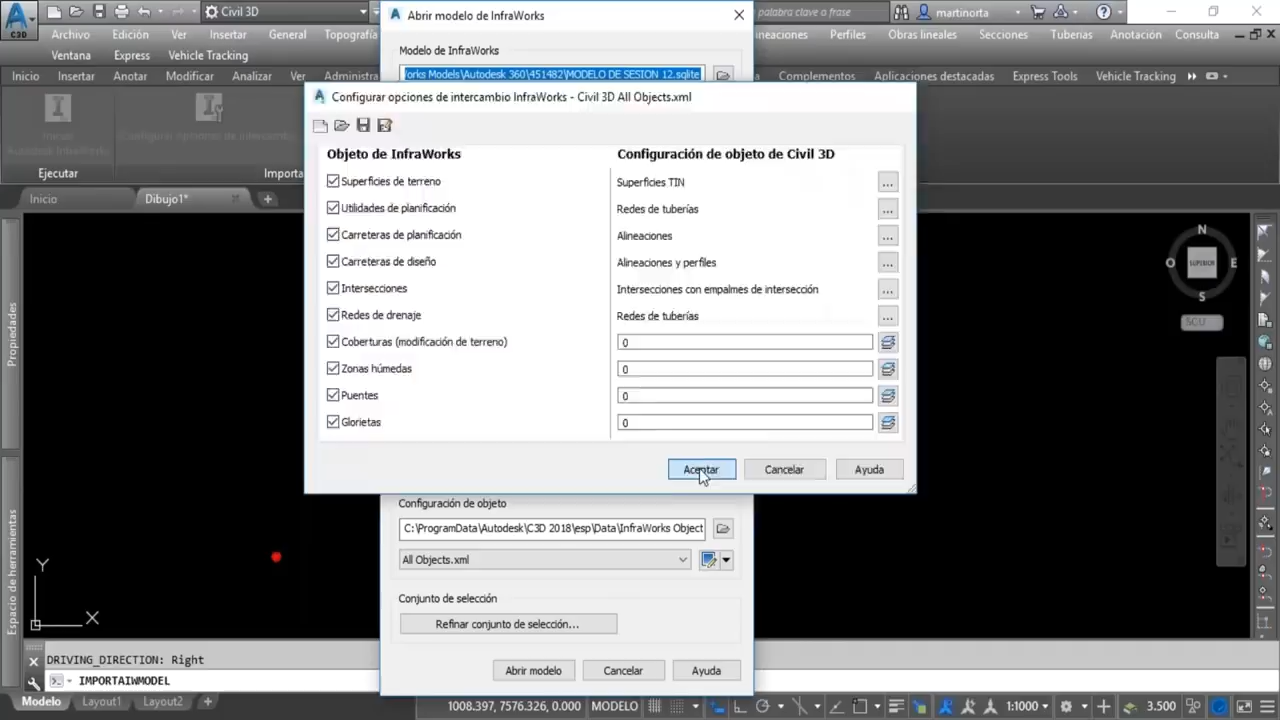 Civil 3D
Abrir modelo de InfraWorks
palabra clave o frase
martinorta
C3D
Archivo Edición Ver Insertar General Topografía
Perfiles Obras lineales Secciones Tuberías Anotación Consulta
Ventana Express Vehicle Tracking
Modelo de InfraWorks
Inicio Insertar Anotar Modificar Analizar Ver Administra
\MODELO DE SESION 12.sqlite
Complementos Aplicaciones destacadas Express Tools Vehicle Tracking
Configurar opciones de intercambio InfraWorks - Civil 3D All Objects.xml
Objeto de InfraWorks Configuración de objeto de Civil 3D
Ejecutar
Inicio Dibujo1*
Superficies de terreno Superficies TIN ...
Utilidades de planificación Redes de tuberías ...
Carreteras de planificación Alineaciones ...
Carreteras de diseño Alineaciones y perfiles ...
Intersecciones Intersecciones con empalmes de intersección ...
Redes de drenaje Redes de tuberías ...
Coberturas (modificación de terreno) 0
Zonas húmedas 0
Puentes 0
Glorietas 0
Aceptar Cancelar Ayuda
N
O SUPERIOR E
S
SCU
Propiedades
Espacio de herramientas
Configuración de objeto
C:\ProgramData\Autodesk\C3D 2018\esp\Data\InfraWorks Object
All Objects.xml
Conjunto de selección
Refinar conjunto de selección...
Abrir modelo Cancelar Ayuda
Y
X
DRIVING_DIRECTION: Right
IMPORTAIWMODEL
Modelo Layout1 Layout2 +
1008.397, 7576.326, 0.000 MODELO 1:1000 3.500